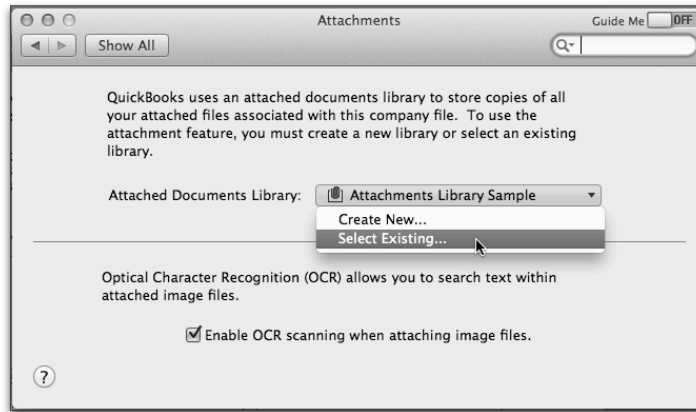 Attachments
Guide Me OFF
Show All
QuickBooks uses an attached documents library to store copies of all
your attached files associated with this company file. To use the
attachment feature, you must create a new library or select an existing
library.
Attached Documents Library: Attachments Library Sample
Create New...
Select Existing...
Optical Character Recognition (OCR) allows you to search text within
attached image files.
Enable OCR scanning when attaching image files.
?